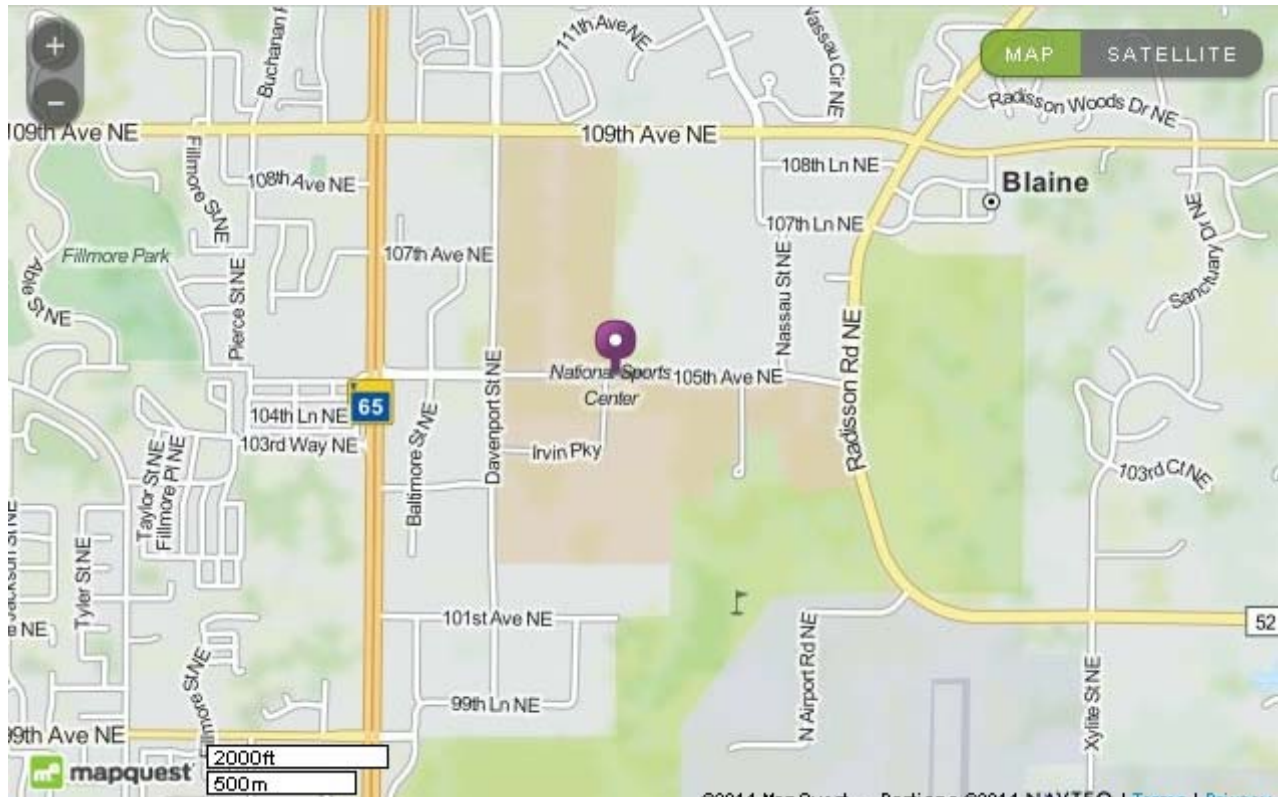 +
−
MAP
SATELLITE
111th Ave NE
Buchanan
Nassau Cir NE
Radisson Woods Dr NE
109th Ave NE
109th Ave NE
Fillmore St NE
108th Ave NE
108th Ln NE
Blaine
107th Ln NE
Sanctuary Dr NE
Fillmore Park
107th Ave NE
Able St NE
Pierce St NE
Nassau St NE
Radisson Rd NE
National Sports
Center
105th Ave NE
65
104th Ln NE
103rd Way NE
Davenport St NE
Baltimore St NE
Irvin Pky
Taylor St NE
Fillmore Pl NE
103rd Ct NE
Jackson St NE
Tyler St NE
NE
101st Ave NE
52
N Airport Rd NE
Xylite St NE
Fillmore St NE
99th Ln NE
99th Ave NE
mapquest
2000ft
500m